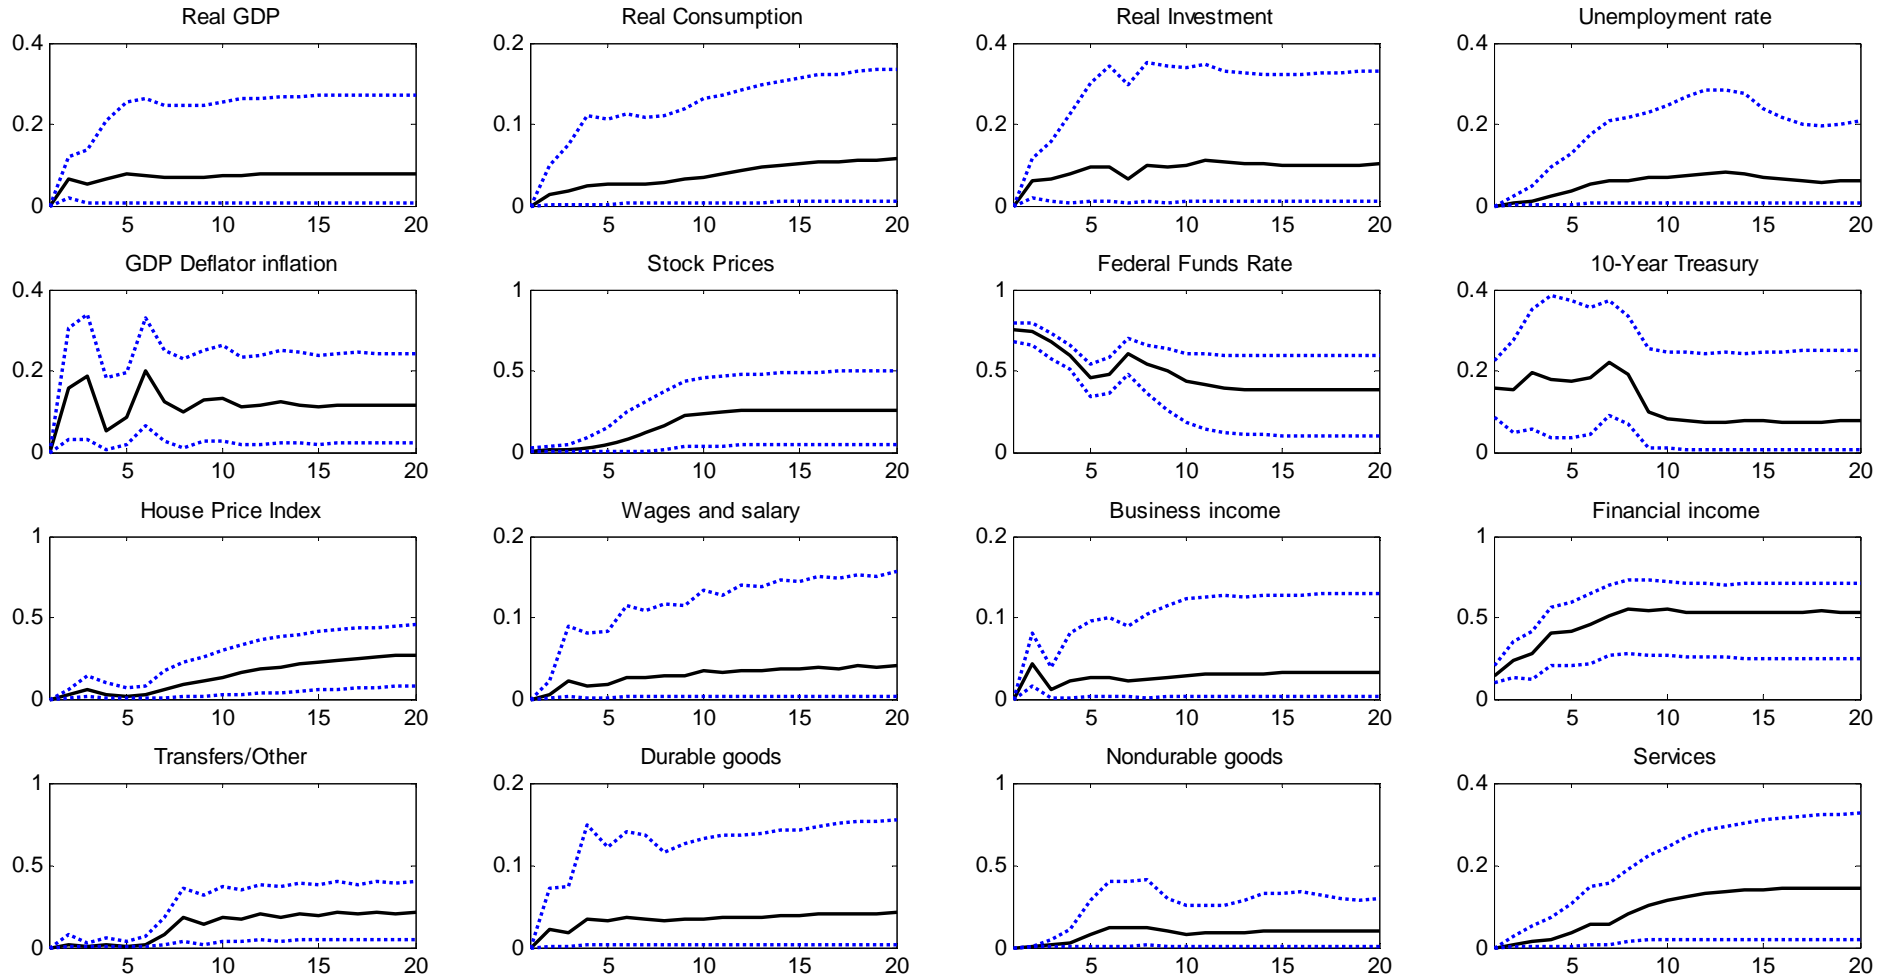 Real GDP Real Consumption Real Investment Unemployment rate
0.4 0.2 0.4 0.4
0.2 0.1 0.2 0.2
0 0 0 0
5 10 15 20 5 10 15 20 5 10 15 20 5 10 15 20
GDP Deflator inflation Stock Prices Federal Funds Rate 10-Year Treasury
0.4 1 1 0.4
0.2 0.5 0.5 0.2
0 0 0 0
5 10 15 20 5 10 15 20 5 10 15 20 5 10 15 20
House Price Index Wages and salary Business income Financial income
1 0.2 0.2 1
0.5 0.1 0.1 0.5
0 0 0 0
5 10 15 20 5 10 15 20 5 10 15 20 5 10 15 20
Transfers/Other Durable goods Nondurable goods Services
1 0.2 1 0.4
0.5 0.1 0.5 0.2
0 0 0 0
5 10 15 20 5 10 15 20 5 10 15 20 5 10 15 20